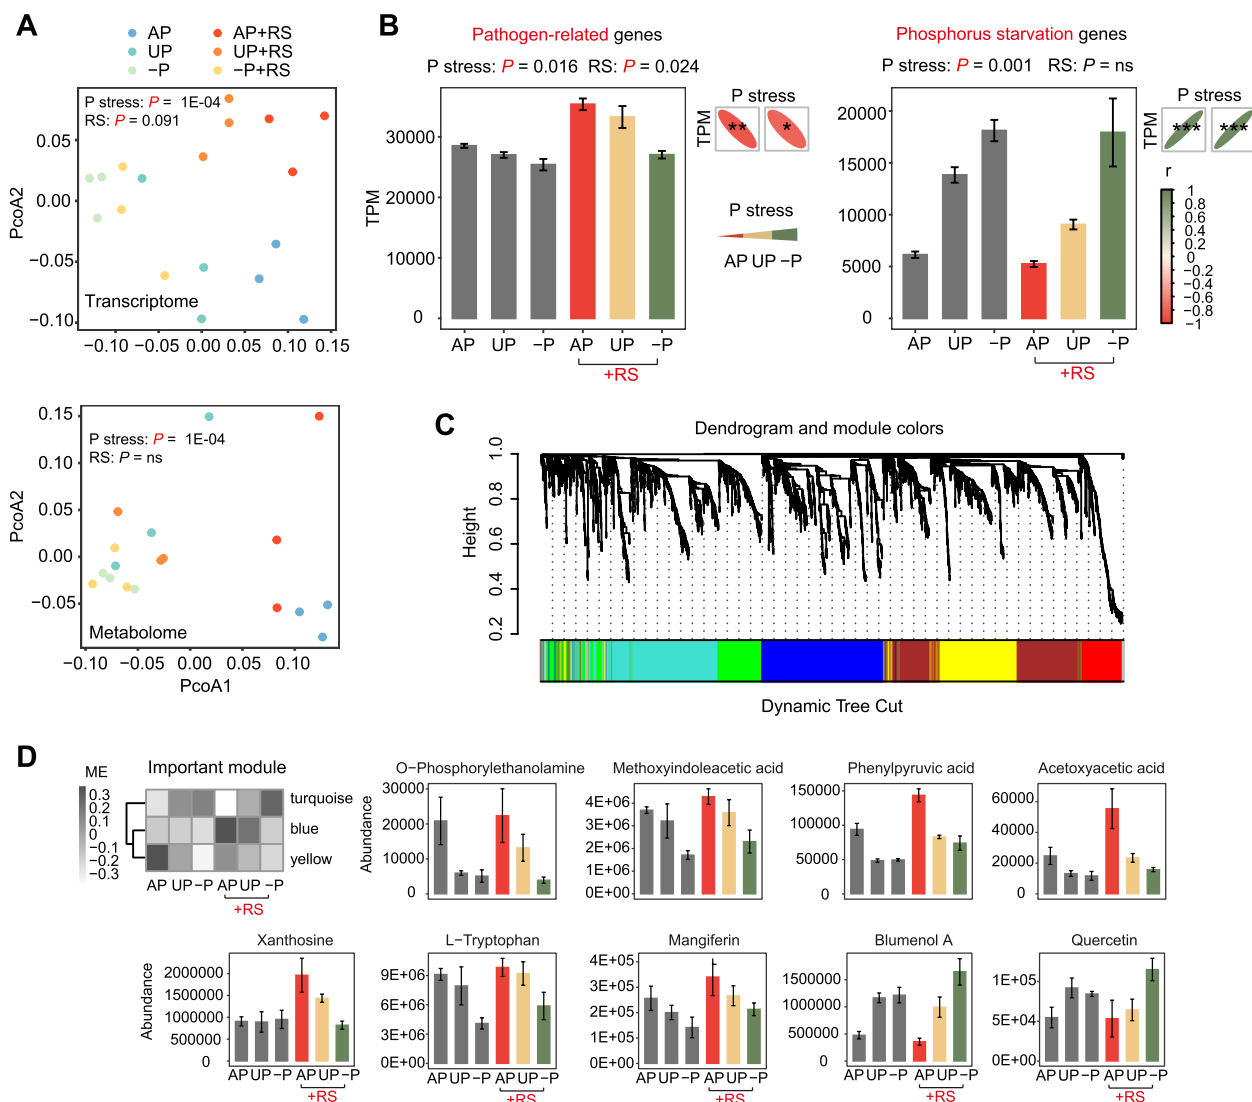 A
AP
AP+RS
UP
UP+RS
−P
−P+RS
P stress: P = 1E-04
RS: P = 0.091
0.05
0.00
−0.05
−0.10
PcoA2
Transcriptome
−0.10
−0.05
0.00
0.05
0.10
0.15
0.15
0.10
0.05
0.00
−0.05
PcoA2
P stress: P = 1E-04
RS: P = ns
Metabolome
−0.10
−0.05
0.00
0.05
0.10
PcoA1
B
Pathogen-related genes
P stress: P = 0.016 RS: P = 0.024
30000
20000
10000
0
TPM
AP UP −P AP UP −P
+RS
P stress
TPM
** *
P stress
AP UP −P
Phosphorus starvation genes
P stress: P = 0.001 RS: P = ns
20000
15000
10000
5000
0
AP UP −P AP UP −P
+RS
P stress
TPM
*** ***
r
1
0.8
0.6
0.4
0.2
0
−0.2
−0.4
−0.6
−0.8
−1
C
Dendrogram and module colors
1.0
0.8
0.6
0.4
0.2
Height
Dynamic Tree Cut
D
ME
0.3
0.2
0.1
0
−0.1
−0.2
−0.3
Important module
turquoise
blue
yellow
AP UP −P AP UP −P
+RS
O−Phosphorylethanolamine
30000
20000
10000
0
Abundance
Methoxyindoleacetic acid
4E+06
3E+06
2E+06
1E+06
0E+00
Phenylpyruvic acid
150000
100000
50000
0
Acetoxyacetic acid
60000
40000
20000
0
Xanthosine
2000000
1500000
1000000
500000
0
Abundance
AP UP −P AP UP −P
+RS
L−Tryptophan
9E+06
6E+06
3E+06
0E+00
AP UP −P AP UP −P
+RS
Mangiferin
4E+05
3E+05
2E+05
1E+05
0E+00
AP UP −P AP UP −P
+RS
Blumenol A
1500000
1000000
500000
0
AP UP −P AP UP −P
+RS
Quercetin
1E+05
5E+04
0E+00
AP UP −P AP UP −P
+RS